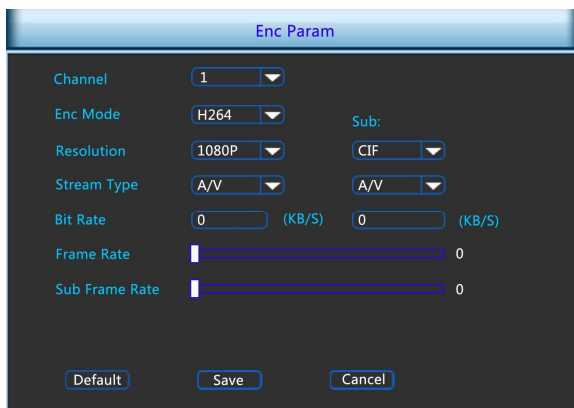 Enc Param
Channel 1
Enc Mode H264 Sub:
Resolution 1080P CIF
Stream Type A/V A/V
Bit Rate 0 (KB/S) 0 (KB/S)
Frame Rate 0
Sub Frame Rate 0
Default Save Cancel